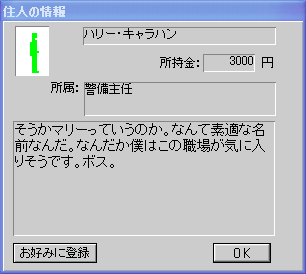 住人の情報
ハリー・キャラハン
所持金: 3000 円
所属: 警備主任
そうかマリーっていうのか。なんて素適な名
前なんだ。なんだか僕はこの職場が気に入
りそうです。ボス。
お好みに登録
OK